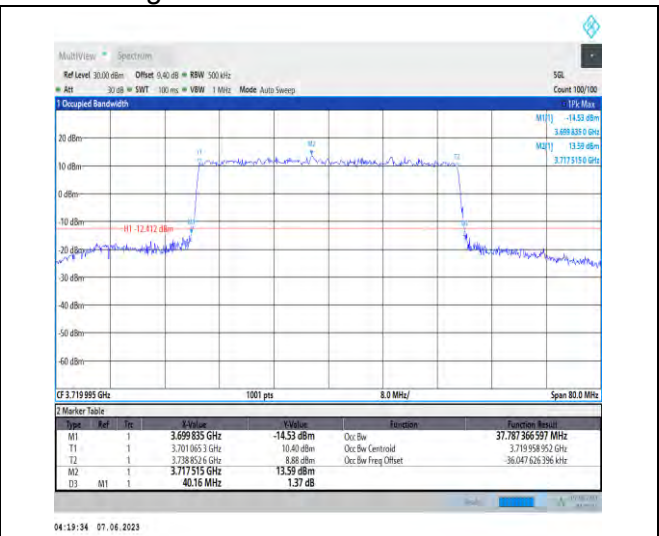 MultiView Spectrum
Ref Level 30.00 dBm Offset 9.40 dB RBW 500 kHz SGL
Att 30 dB SWT 100 ms VBW 1 MHz Mode Auto Sweep Count 100/100
1 Occupied Bandwidth 1Pk Max
M1[1] -14.53 dBm
3.699 835 0 GHz
M2[1] 13.59 dBm
3.717 515 0 GHz
20 dBm
M2
T1
T2
10 dBm
0 dBm
-10 dBm
H1 -12.412 dBm
-20 dBm
-30 dBm
-40 dBm
-50 dBm
-60 dBm
CF 3.719 995 GHz 1001 pts 8.0 MHz/ Span 80.0 MHz
2 Marker Table
Type Ref Trc X-Value Y-Value Function Function Result
M1 1 3.699 835 GHz -14.53 dBm Occ Bw 37.787 366 597 MHz
T1 1 3.701 065 3 GHz 10.40 dBm Occ Bw Centroid 3.719 958 952 GHz
T2 1 3.738 852 6 GHz 8.88 dBm Occ Bw Freq Offset -36.047 626 396 kHz
M2 1 3.717 515 GHz 13.59 dBm
D3 M1 1 40.16 MHz 1.37 dB
04:19:34 07.06.2023